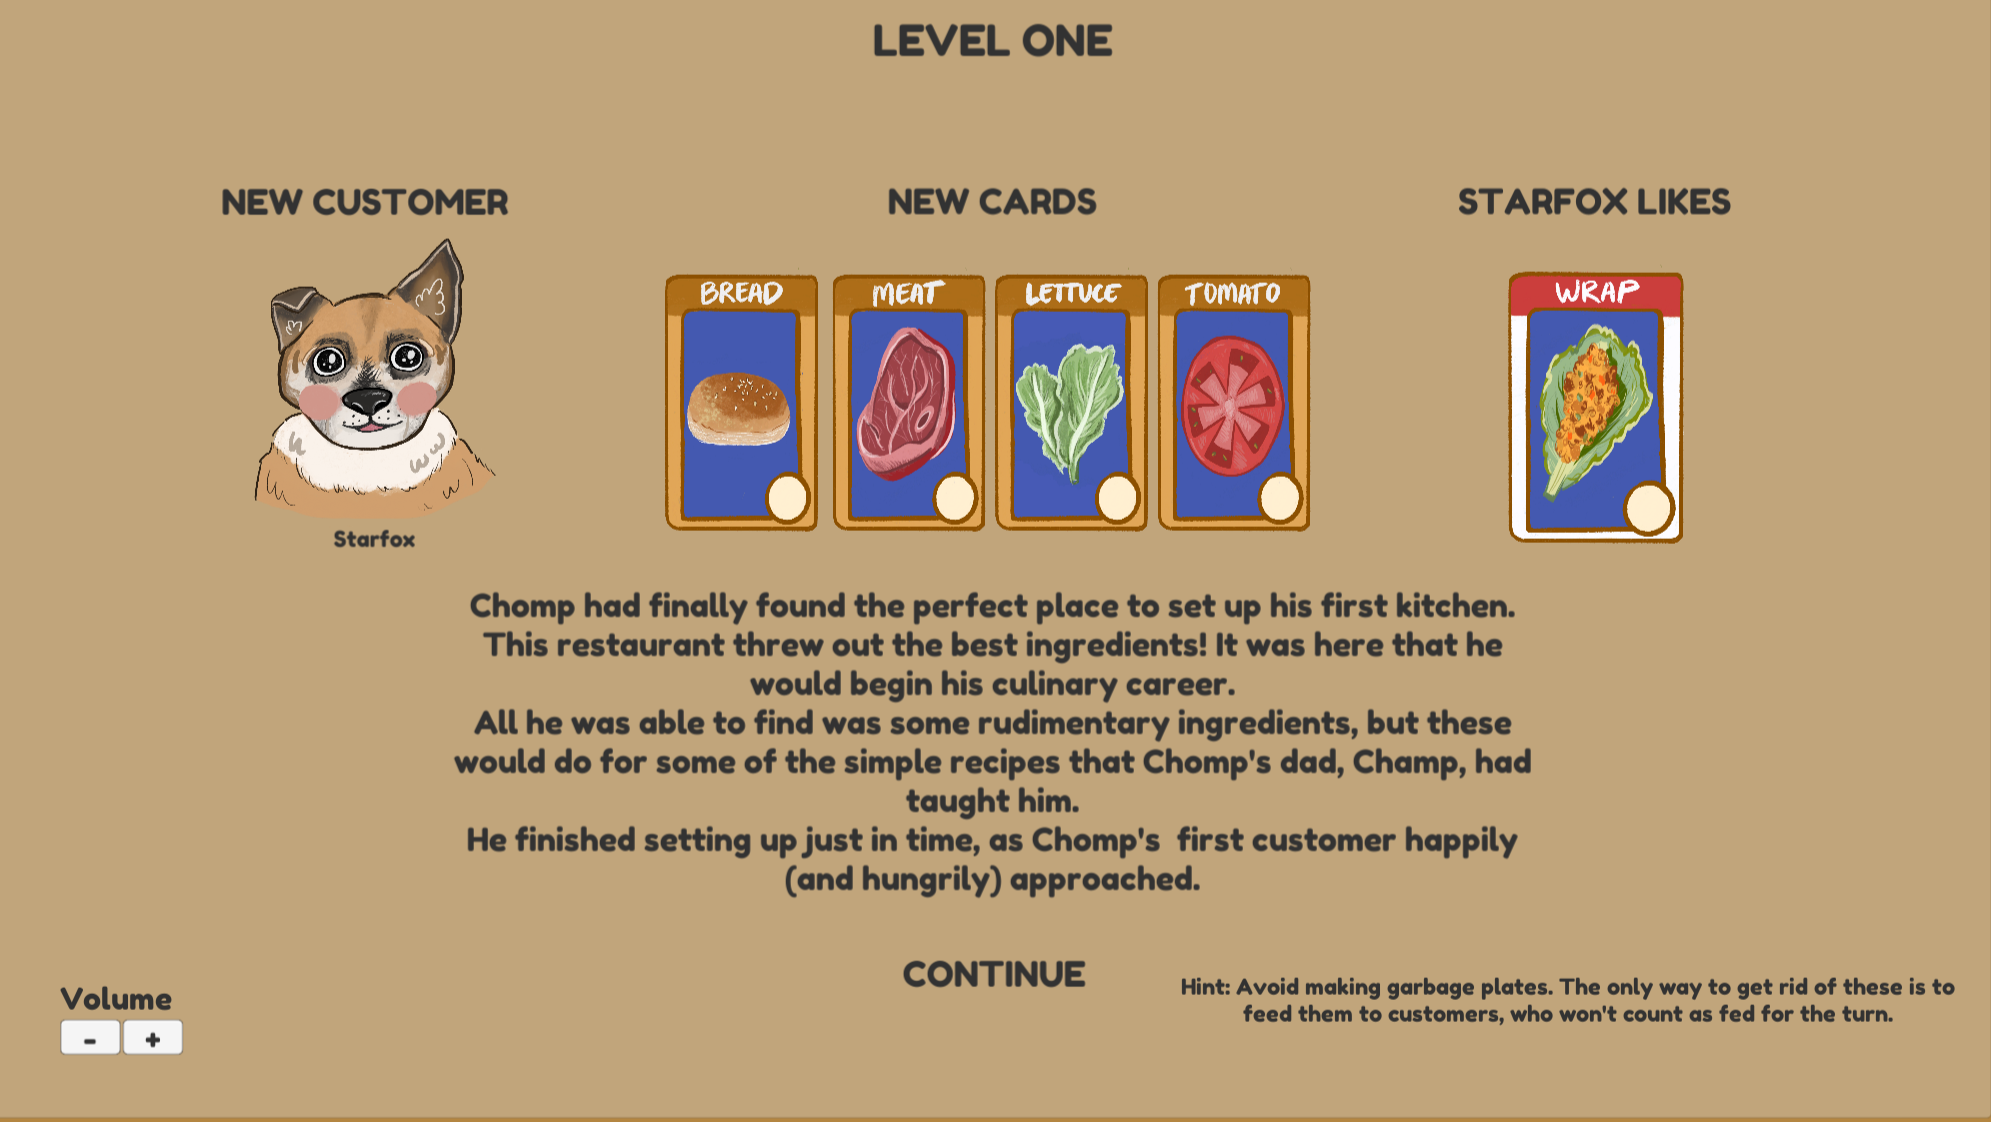 LEVEL ONE
NEW CUSTOMER
NEW CARDS
STARFOX LIKES
BREAD
MEAT
LETTUCE
TOMATO
WRAP
Starfox
Chomp had finally found the perfect place to set up his first kitchen.
This restaurant threw out the best ingredients! It was here that he
would begin his culinary career.
All he was able to find was some rudimentary ingredients, but these
would do for some of the simple recipes that Chomp's dad, Champ, had
taught him.
He finished setting up just in time, as Chomp's  first customer happily
(and hungrily) approached.
CONTINUE
Hint: Avoid making garbage plates. The only way to get rid of these is to
feed them to customers, who won't count as fed for the turn.
Volume
- +